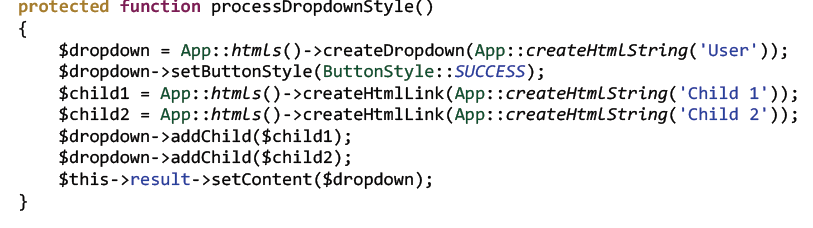 protected function processDropdownStyle()
{
    $dropdown = App::htmls()->createDropdown(App::createHtmlString('User'));
    $dropdown->setButtonStyle(ButtonStyle::SUCCESS);
    $child1 = App::htmls()->createHtmlLink(App::createHtmlString('Child 1'));
    $child2 = App::htmls()->createHtmlLink(App::createHtmlString('Child 2'));
    $dropdown->addChild($child1);
    $dropdown->addChild($child2);
    $this->result->setContent($dropdown);
}